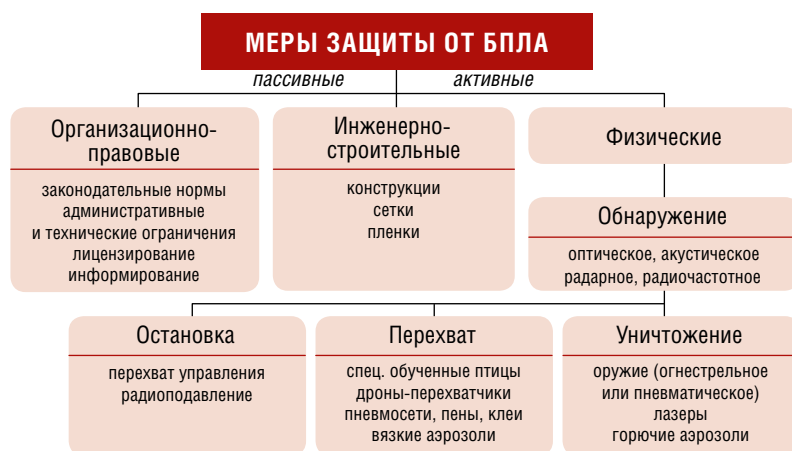 МЕРЫ ЗАЩИТЫ ОТ БПЛА
пассивные
активные
Организационно-
правовые
законодательные нормы
административные
и технические ограничения
лицензирование
информирование
Инженерно-
строительные
конструкции
сетки
пленки
Физические
Обнаружение
оптическое, акустическое
радарное, радиочастотное
Остановка
перехват управления
радиоподавление
Перехват
спец. обученные птицы
дроны-перехватчики
пневмосети, пены, клеи
вязкие аэрозоли
Уничтожение
оружие (огнестрельное
или пневматическое)
лазеры
горючие аэрозоли